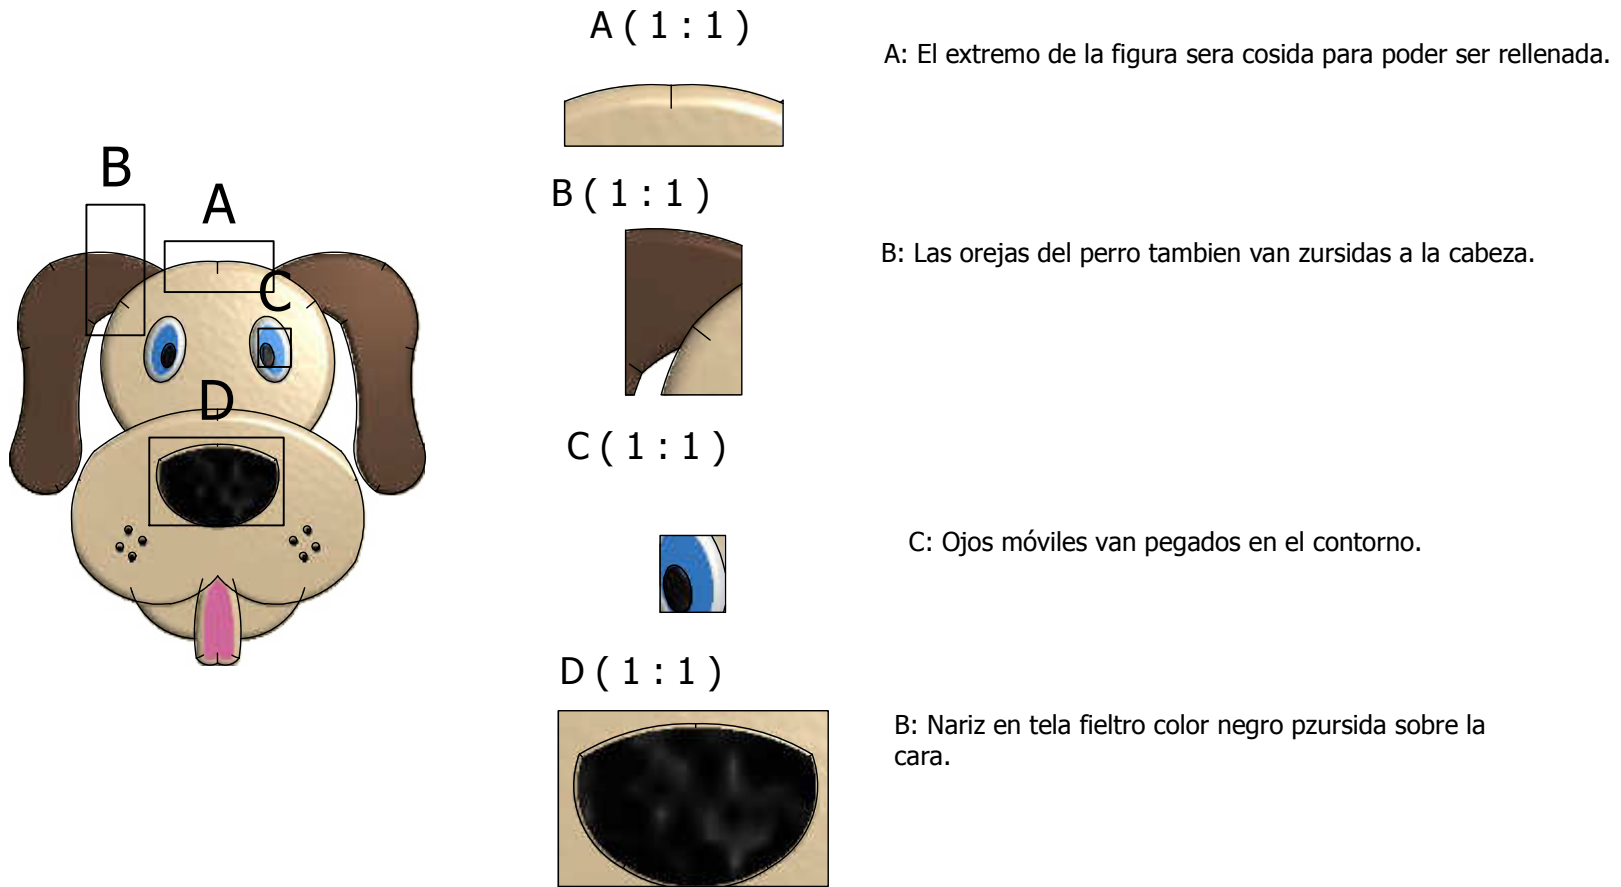 A ( 1 : 1 )
A: El extremo de la figura sera cosida para poder ser rellenada.
B
A
B ( 1 : 1 )
B: Las orejas del perro tambien van zursidas a la cabeza.
C
D
C ( 1 : 1 )
C: Ojos móviles van pegados en el contorno.
D ( 1 : 1 )
B: Nariz en tela fieltro color negro pzursida sobre la
cara.